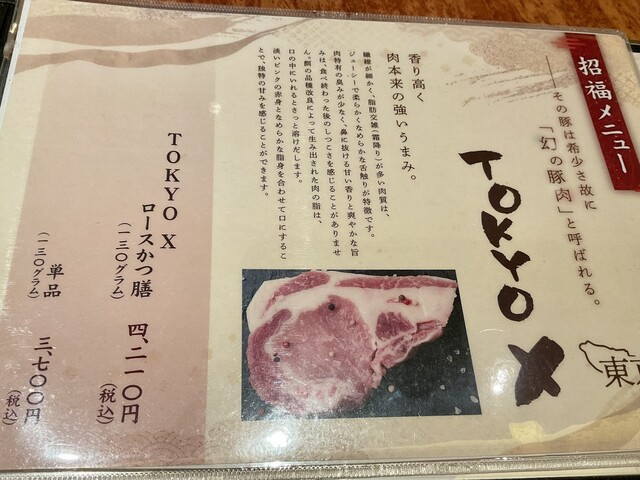 招福メニュー
その豚は希少さ故に
「幻の豚肉」と呼ばれる。
TOKYO X
東京
香り高く
肉本来の強いうまみ。
繊維が細かく、脂肪交雑(霜降り)が多い肉質は、
ジューシーで柔らかくなめらかな舌触りが特徴です。
肉特有の臭みが少なく、鼻に抜ける甘い香りと爽やかな旨
みは、食べ終わった後のしつこさを感じることがありませ
ん。餌の品種改良によって生み出された肉の脂は、
口の中にいれるとさっと溶けだします。
淡いピンクの赤身となめらかな脂身を合わせて口にするこ
とで、独特の甘みを感じることができます。
TOKYO X
ロースかつ膳 四、二一〇円
(一三〇グラム) (税込)
単品 三、七〇〇円
(一三〇グラム) (税込)